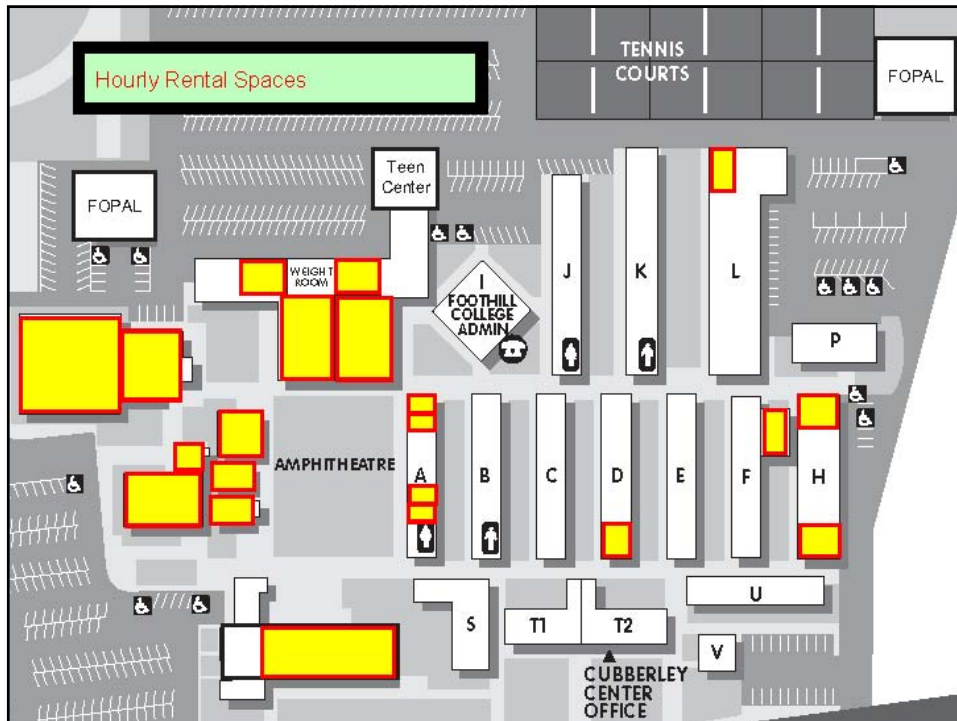 Hourly Rental Spaces
TENNIS
COURTS
FOPAL
Teen
Center
FOPAL
WEIGHT
ROOM
I
FOOTHILL
COLLEGE
ADMIN
J
K
L
P
AMPHITHEATRE
A
B
C
D
E
F
H
S
T1
T2
U
V
CUBBERLEY
CENTER
OFFICE